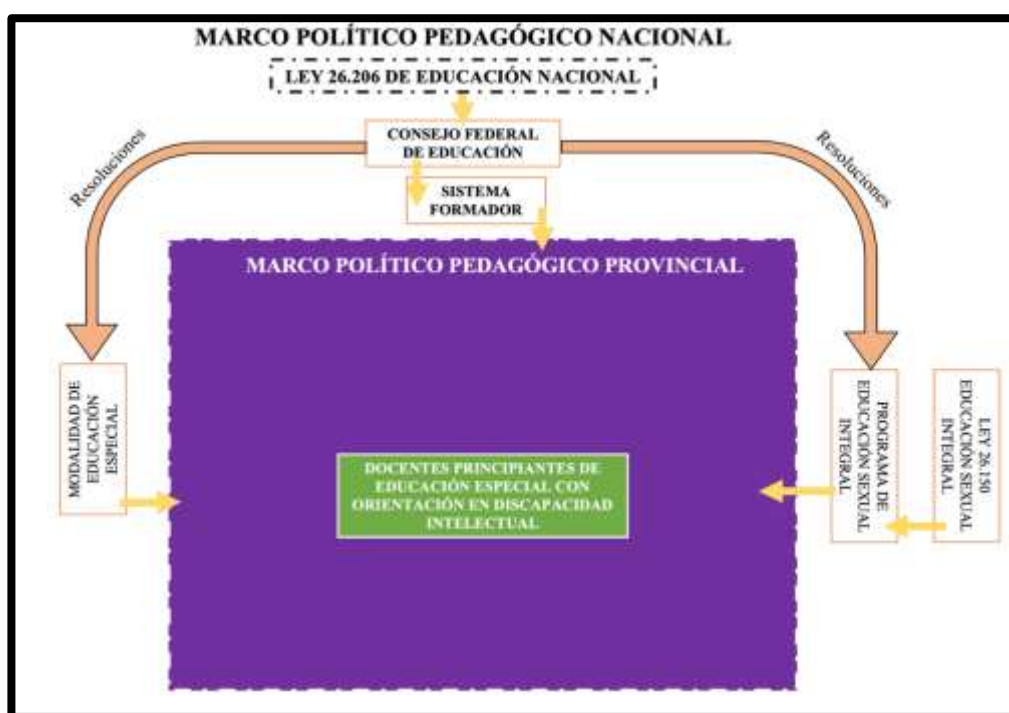 MARCO POLÍTICO PEDAGÓGICO NACIONAL
LEY 26.206 DE EDUCACIÓN NACIONAL
CONSEJO FEDERAL
DE EDUCACIÓN
Resoluciones
Resoluciones
SISTEMA
FORMADOR
MARCO POLÍTICO PEDAGÓGICO PROVINCIAL
MODALIDAD DE
EDUCACIÓN
ESPECIAL
DOCENTES PRINCIPIANTES DE
EDUCACIÓN ESPECIAL CON
ORIENTACIÓN EN DISCAPACIDAD
INTELECTUAL
PROGRAMA DE
EDUCACIÓN SEXUAL
INTEGRAL
LEY 26.150
EDUCACIÓN SEXUAL
INTEGRAL